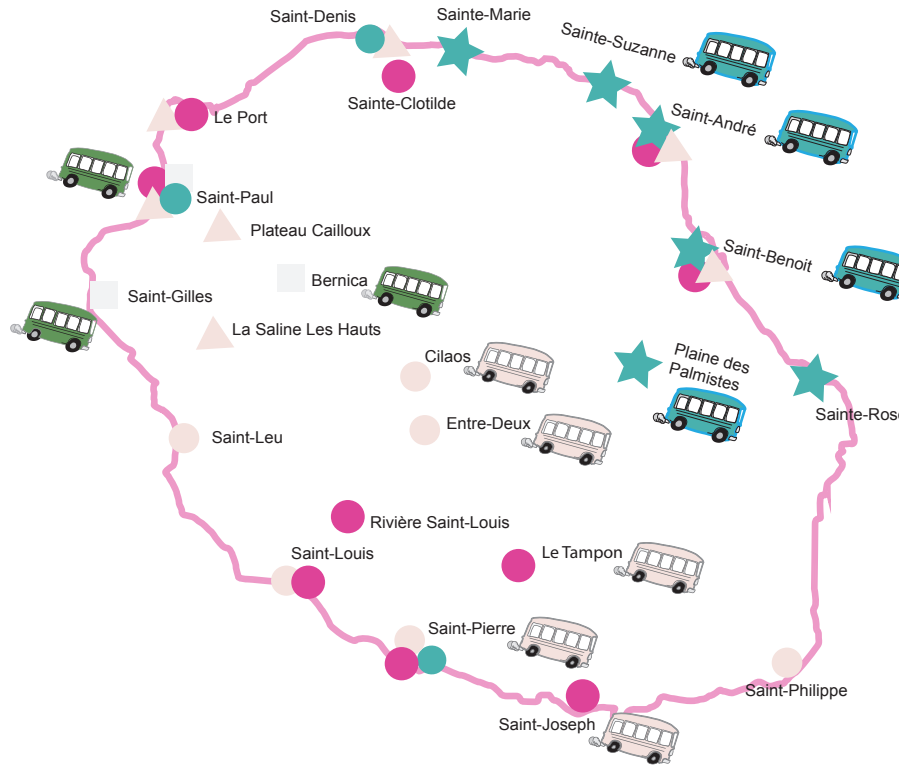 Saint-Denis
Sainte-Marie
Sainte-Suzanne
Sainte-Clotilde
Le Port
Saint-André
Saint-Paul
Plateau Cailloux
Saint-Benoit
Bernica
Saint-Gilles
La Saline Les Hauts
Cilaos
Plaine des
Palmistes
Sainte-Rose
Entre-Deux
Saint-Leu
Rivière Saint-Louis
Saint-Louis
Le Tampon
Saint-Pierre
Saint-Philippe
Saint-Joseph